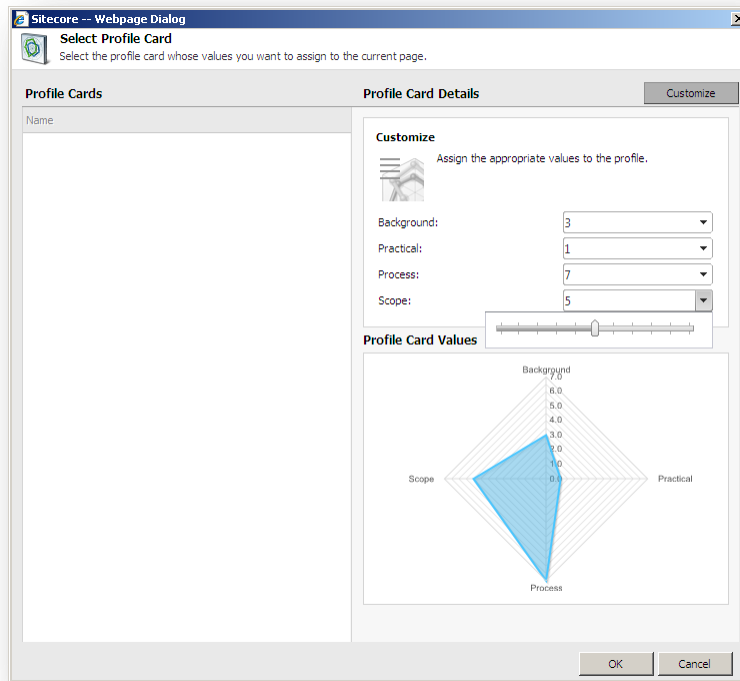 Sitecore -- Webpage Dialog
Select Profile Card
Select the profile card whose values you want to assign to the current page.
Profile Cards
Name
Profile Card Details
Customize
Customize
Assign the appropriate values to the profile.
Background: 3
Practical: 1
Process: 7
Scope: 5
Profile Card Values
Background
7.0
6.0
5.0
4.0
3.0
2.0
1.0
0.0
Scope
Practical
Process
OK
Cancel